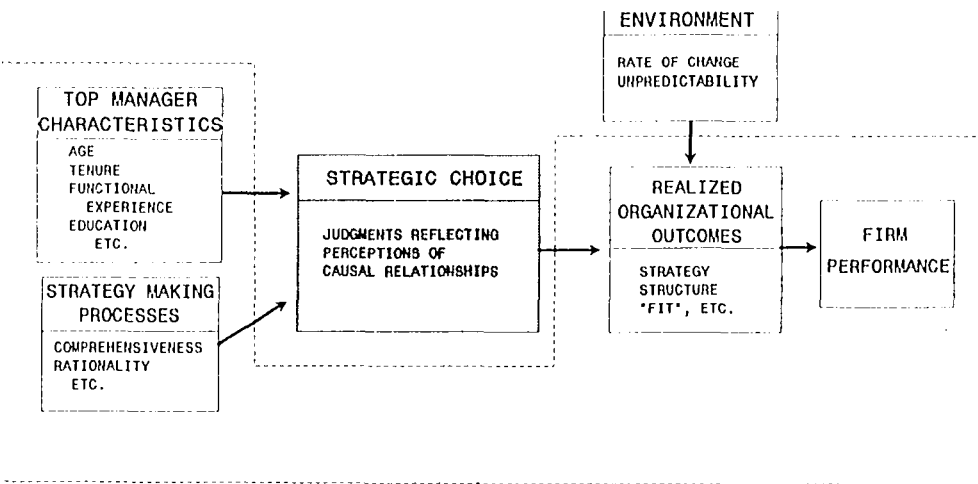 ENVIRONMENT
RATE OF CHANGE
UNPREDICTABILITY
TOP MANAGER
CHARACTERISTICS
AGE
TENURE
FUNCTIONAL
EXPERIENCE
EDUCATION
ETC.
STRATEGY MAKING
PROCESSES
COMPREHENSIVENESS
RATIONALITY
ETC.
STRATEGIC CHOICE
JUDGMENTS REFLECTING
PERCEPTIONS OF
CAUSAL RELATIONSHIPS
REALIZED
ORGANIZATIONAL
OUTCOMES
STRATEGY
STRUCTURE
"FIT", ETC.
FIRM
PERFORMANCE